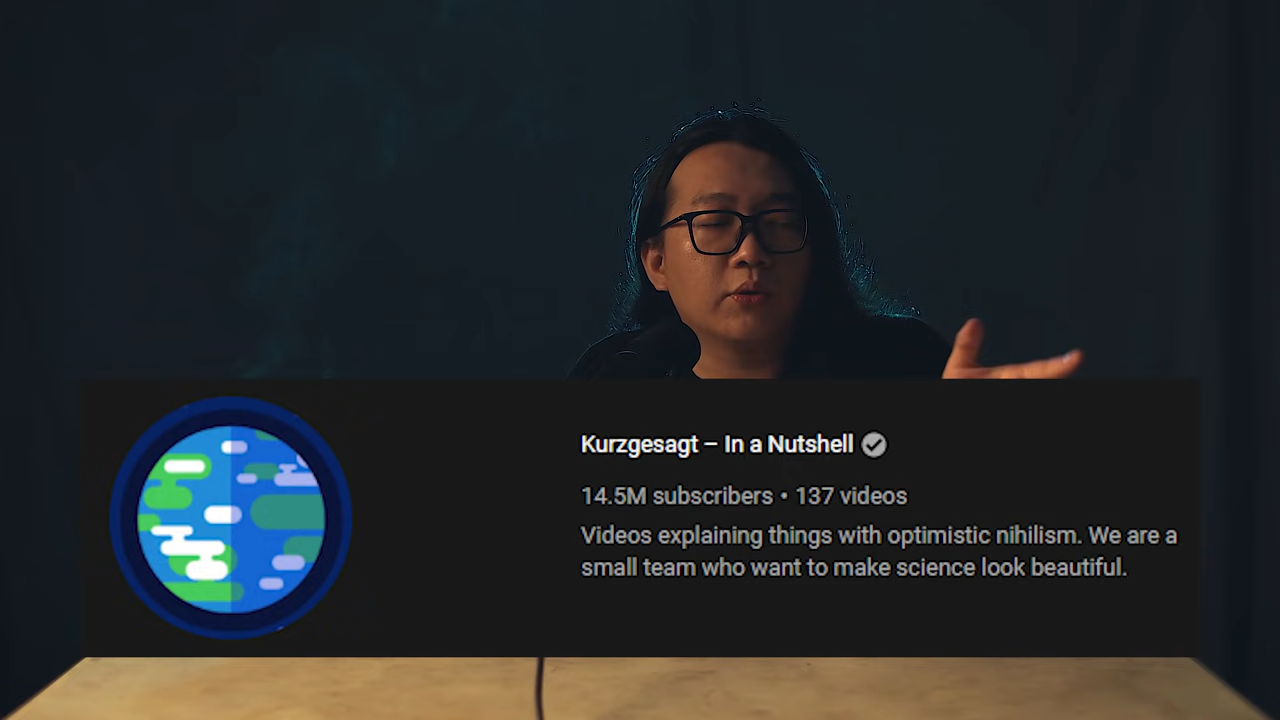 Kurzgesagt – In a Nutshell
14.5M subscribers • 137 videos
Videos explaining things with optimistic nihilism. We are a
small team who want to make science look beautiful.